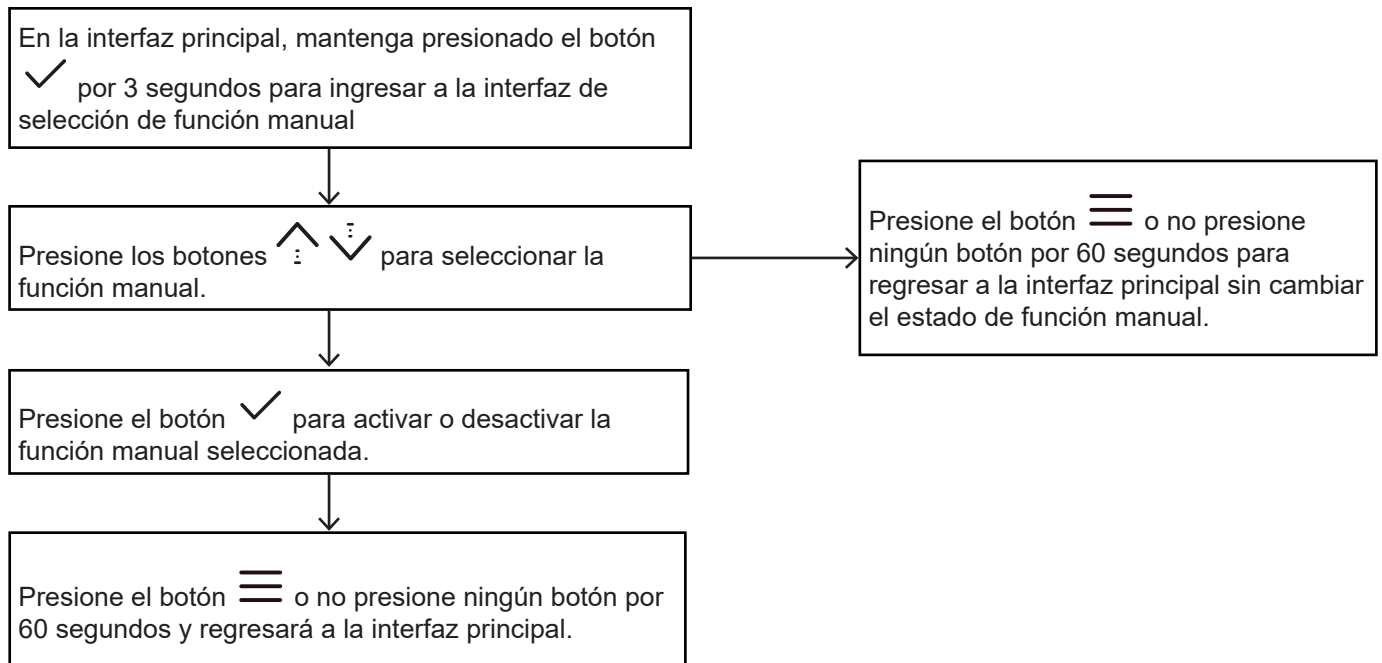 En la interfaz principal, mantenga presionado el botón
por 3 segundos para ingresar a la interfaz de
selección de función manual
Presione los botones para seleccionar la
función manual.
Presione el botón o no presione
ningún botón por 60 segundos para
regresar a la interfaz principal sin cambiar
el estado de función manual.
Presione el botón para activar o desactivar la
función manual seleccionada.
Presione el botón o no presione ningún botón por
60 segundos y regresará a la interfaz principal.